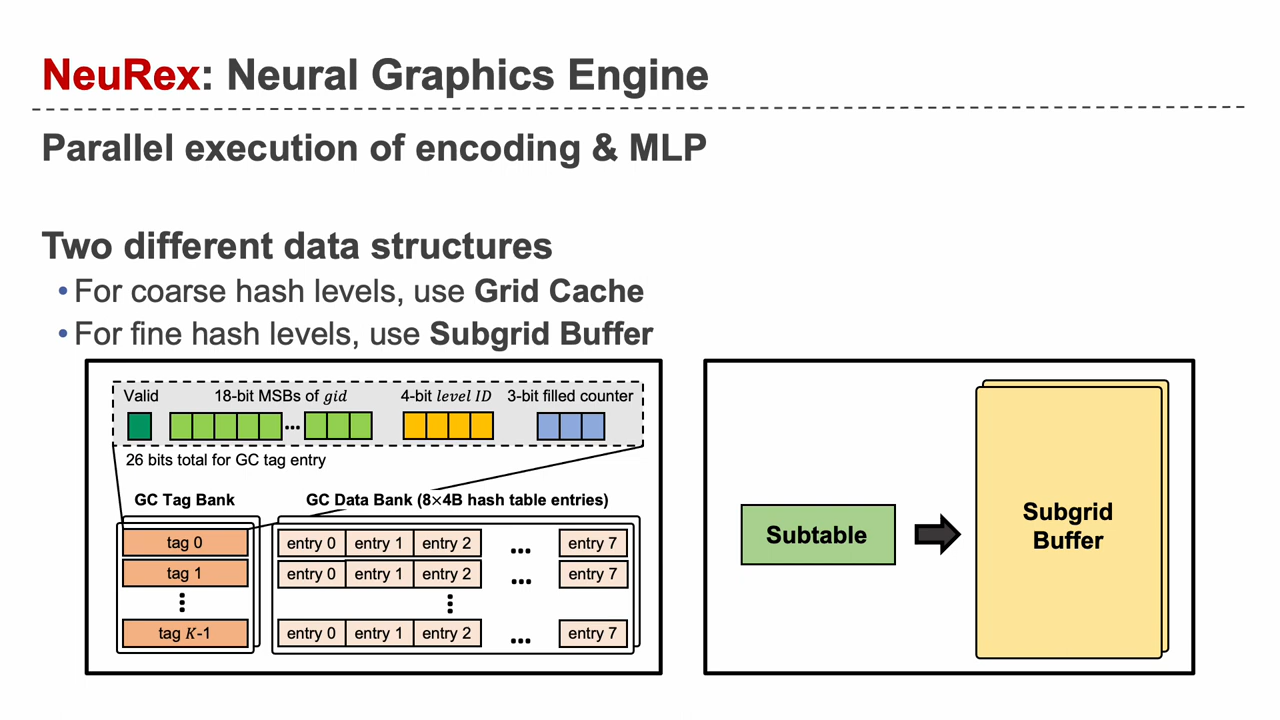 NeuRex: Neural Graphics Engine
Parallel execution of encoding & MLP
Two different data structures
• For coarse hash levels, use Grid Cache
• For fine hash levels, use Subgrid Buffer
Valid 18-bit MSBs of gid 4-bit level ID 3-bit filled counter
...
26 bits total for GC tag entry
GC Tag Bank GC Data Bank (8×4B hash table entries)
tag 0 entry 0 entry 1 entry 2 ... entry 7
tag 1 entry 0 entry 1 entry 2 ... entry 7
tag K-1 entry 0 entry 1 entry 2 ... entry 7
Subtable
Subgrid
Buffer